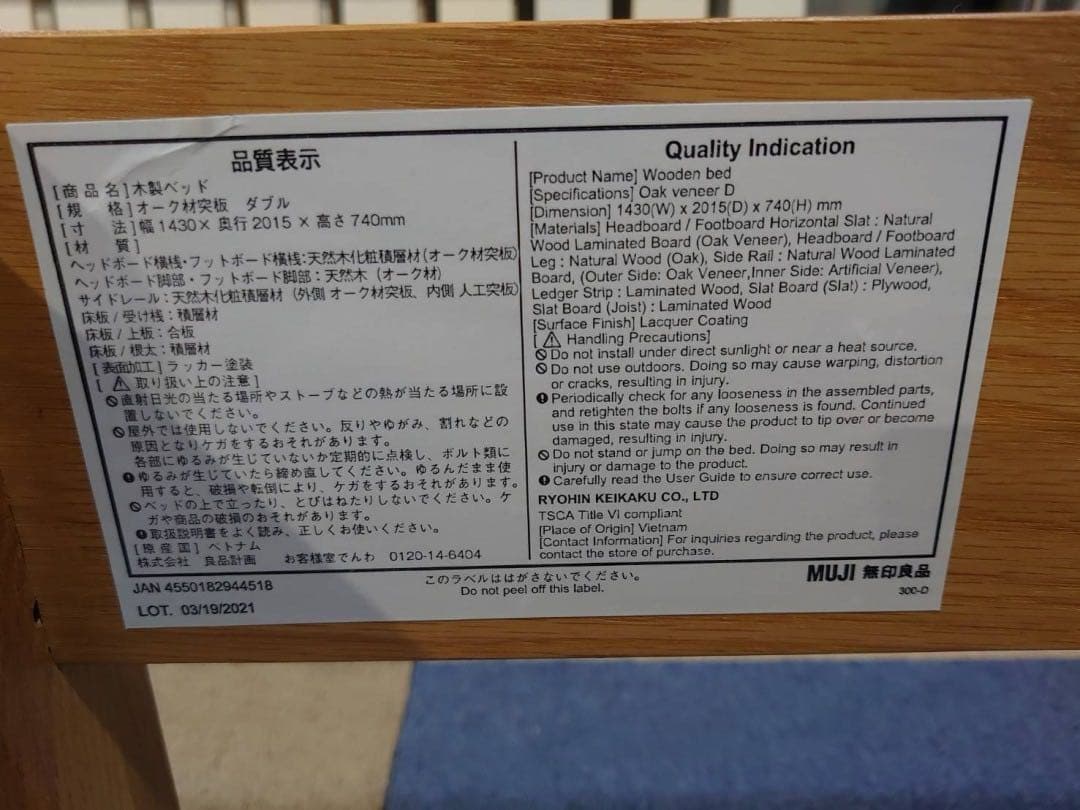 品質表示
[商品名]木製ベッド
[規　格]オーク材突板　ダブル
[寸　法]幅1430× 奥行 2015 × 高さ 740mm
[材　質]
ヘッドボード横桟・フットボード横桟:天然木化粧積層材(オーク材突板)
ヘッドボード脚部・フットボード脚部:天然木（オーク材)
サイドレール:天然木化粧積層材（外側 オーク材突板、内側 人工突板)
床板/受け桟:積層材
床板/上板:合板
床板/根太:積層材
[表面加工]ラッカー塗装
[ ⚠ 取り扱い上の注意 ]
直射日光の当たる場所やストーブなどの熱が当たる場所に設
置しないでください。
屋外では使用しないでください。反りやゆがみ、割れなどの
原因となりケガをするおそれがあります。
各部にゆるみが生じていないか定期的に点検し、ボルト類に
ゆるみが生じていたら締め直してください。ゆるんだまま使
用すると、破損や転倒により、ケガをするおそれがあります。
ベッドの上で立ったり、とびはねたりしないでください。ケ
ガや商品の破損のおそれがあります。
取扱説明書をよく読み、正しくお使いください。
[原産国] ベトナム
株式会社　良品計画　　お客様室でんわ　0120-14-6404
JAN 4550182944518
LOT. 03/19/2021
Quality Indication
[Product Name] Wooden bed
[Specifications] Oak veneer D
[Dimension] 1430(W) x 2015(D) x 740(H) mm
[Materials] Headboard / Footboard Horizontal Slat : Natural
Wood Laminated Board (Oak Veneer), Headboard / Footboard
Leg : Natural Wood (Oak), Side Rail : Natural Wood Laminated
Board, (Outer Side: Oak Veneer,Inner Side: Artificial Veneer),
Ledger Strip : Laminated Wood, Slat Board (Slat) : Plywood,
Slat Board (Joist) : Laminated Wood
[Surface Finish] Lacquer Coating
[ ⚠ Handling Precautions]
Do not install under direct sunlight or near a heat source.
Do not use outdoors. Doing so may cause warping, distortion
or cracks, resulting in injury.
Periodically check for any looseness in the assembled parts,
and retighten the bolts if any looseness is found. Continued
use in this state may cause the product to tip over or become
damaged, resulting in injury.
Do not stand or jump on the bed. Doing so may result in
injury or damage to the product.
Carefully read the User Guide to ensure correct use.
RYOHIN KEIKAKU CO., LTD
TSCA Title VI compliant
[Place of Origin] Vietnam
[Contact Information] For inquiries regarding the product, please
contact the store of purchase.
このラベルははがさないでください。
Do not peel off this label.
MUJI 無印良品
300-D